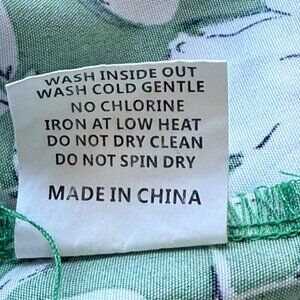 WASH INSIDE OUT
WASH COLD GENTLE
NO CHLORINE
IRON AT LOW HEAT
DO NOT DRY CLEAN
DO NOT SPIN DRY
MADE IN CHINA